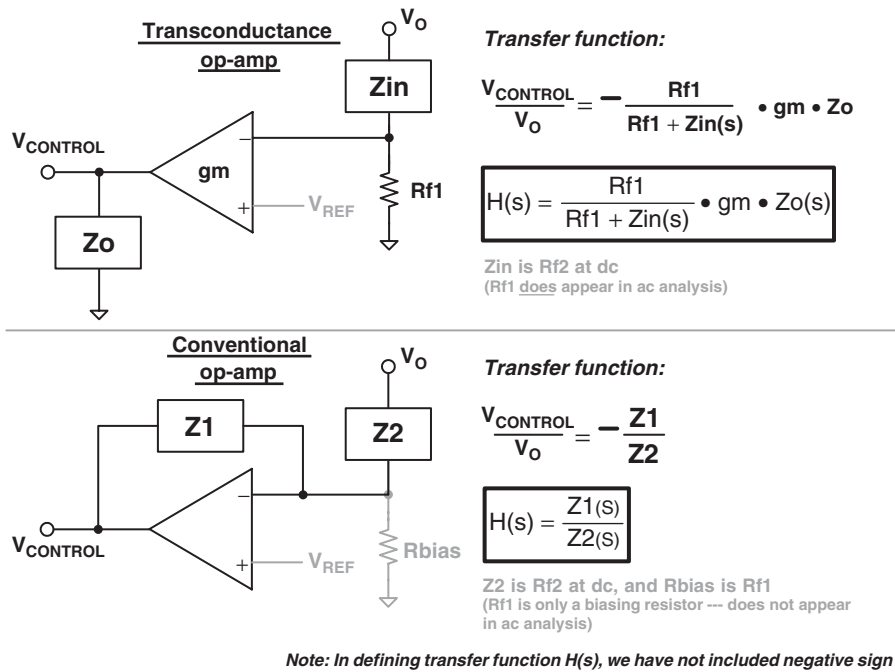 Transconductance
op-amp
V_O
Zin
V_CONTROL
gm
−
+
V_REF
Rf1
Zo
Transfer function:
V_CONTROL / V_O = − Rf1 / (Rf1 + Zin(s)) • gm • Zo
H(s) = Rf1 / (Rf1 + Zin(s)) • gm • Zo(s)
Zin is Rf2 at dc
(Rf1 does appear in ac analysis)
Conventional
op-amp
V_O
Z1
Z2
−
+
V_CONTROL
V_REF
Rbias
Transfer function:
V_CONTROL / V_O = − Z1 / Z2
H(s) = Z1(S) / Z2(S)
Z2 is Rf2 at dc, and Rbias is Rf1
(Rf1 is only a biasing resistor --- does not appear
in ac analysis)
Note: In defining transfer function H(s), we have not included negative sign